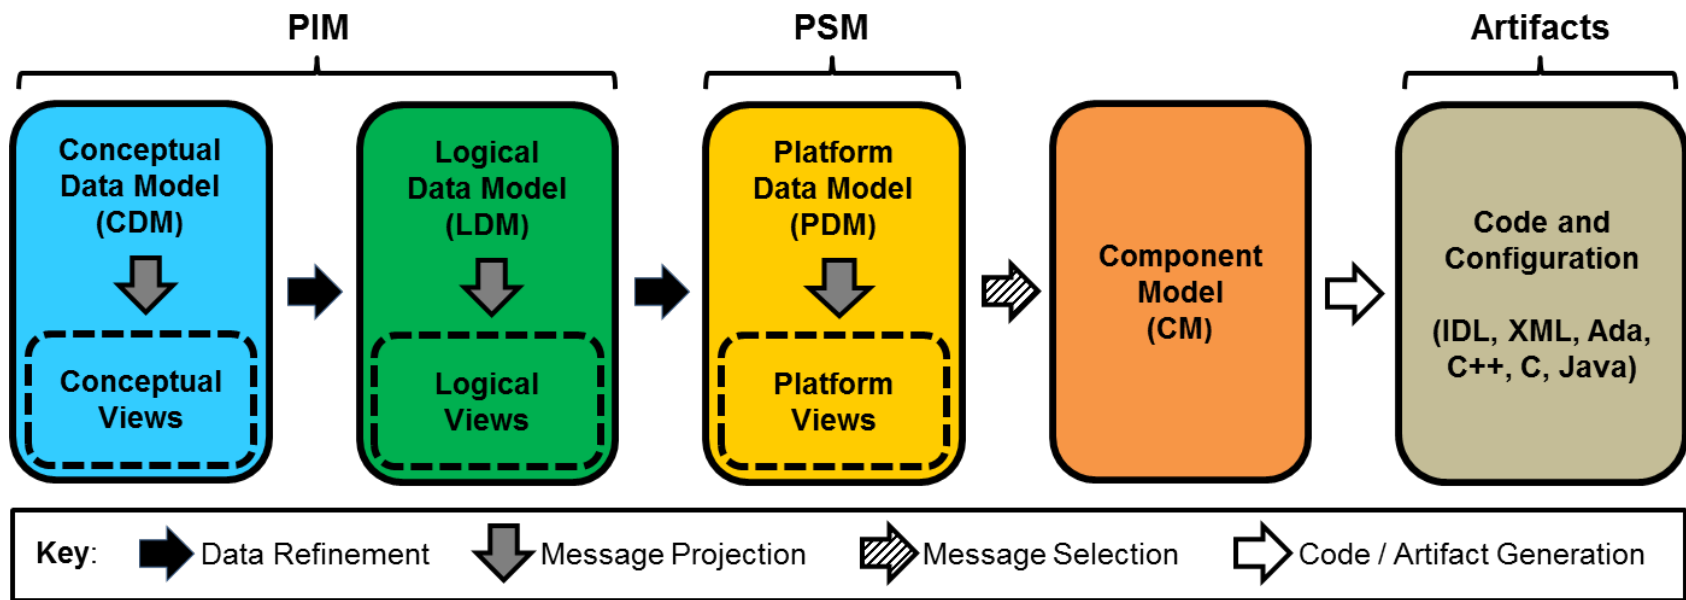 PIM
PSM
Artifacts
Conceptual
Data Model
(CDM)
Conceptual
Views
Logical
Data Model
(LDM)
Logical
Views
Platform
Data Model
(PDM)
Platform
Views
Component
Model
(CM)
Code and
Configuration
(IDL, XML, Ada,
C++, C, Java)
Key: Data Refinement Message Projection Message Selection Code / Artifact Generation